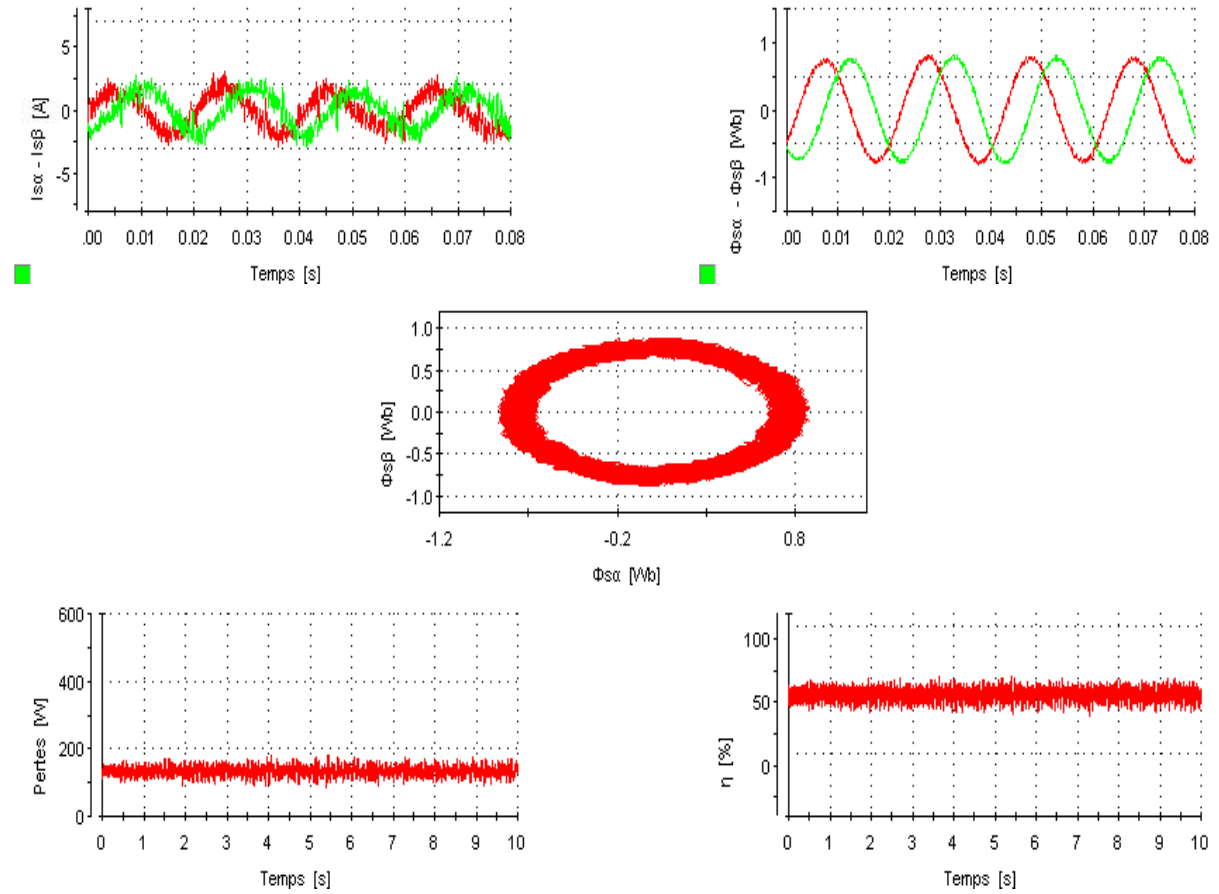 Isα - Isβ [A]
5
0
-5
.00 0.01 0.02 0.03 0.04 0.05 0.06 0.07 0.08
Temps [s]
Φsα - Φsβ [Wb]
1
0
-1
.00 0.01 0.02 0.03 0.04 0.05 0.06 0.07 0.08
Temps [s]
Φsβ [Wb]
1.0
0.5
0.0
-0.5
-1.0
-1.2 -0.2 0.8
Φsα [Wb]
Pertes [W]
600
400
200
0
0 1 2 3 4 5 6 7 8 9 10
Temps [s]
η [%]
100
50
0
0 1 2 3 4 5 6 7 8 9 10
Temps [s]